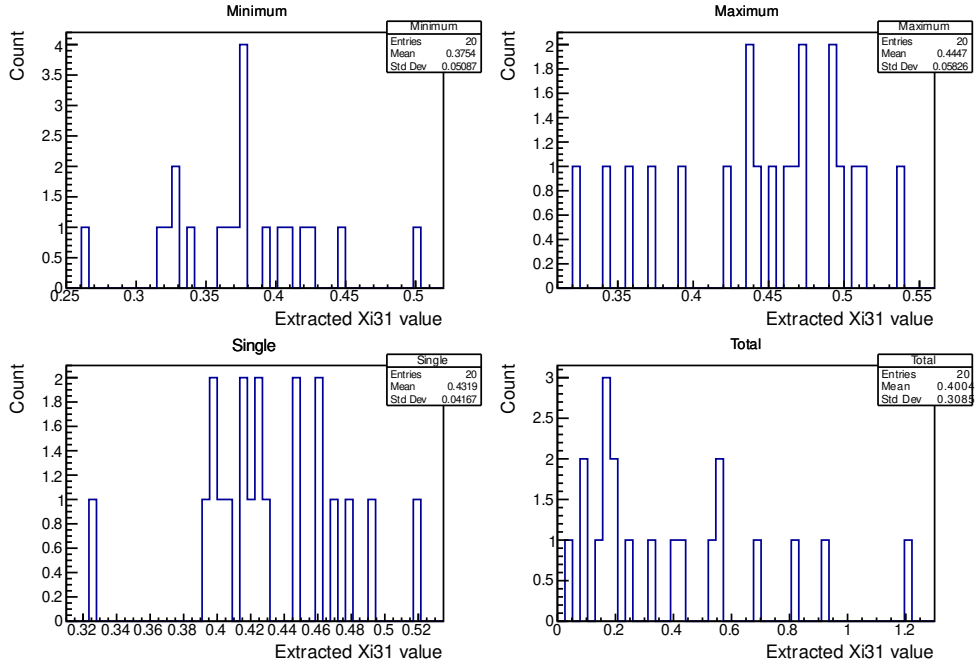 Minimum
Count
4
3.5
3
2.5
2
1.5
1
0.5
0
0.25 0.3 0.35 0.4 0.45 0.5
Extracted Xi31 value
Minimum
Entries 20
Mean 0.3754
Std Dev 0.05087
Maximum
Count
2
1.8
1.6
1.4
1.2
1
0.8
0.6
0.4
0.2
0
0.35 0.4 0.45 0.5 0.55
Extracted Xi31 value
Maximum
Entries 20
Mean 0.4447
Std Dev 0.05826
Single
Count
2
1.8
1.6
1.4
1.2
1
0.8
0.6
0.4
0.2
0
0.32 0.34 0.36 0.38 0.4 0.42 0.44 0.46 0.48 0.5 0.52
Extracted Xi31 value
Single
Entries 20
Mean 0.4319
Std Dev 0.04167
Total
Count
3
2.5
2
1.5
1
0.5
0
0 0.2 0.4 0.6 0.8 1 1.2
Extracted Xi31 value
Total
Entries 20
Mean 0.4004
Std Dev 0.3085